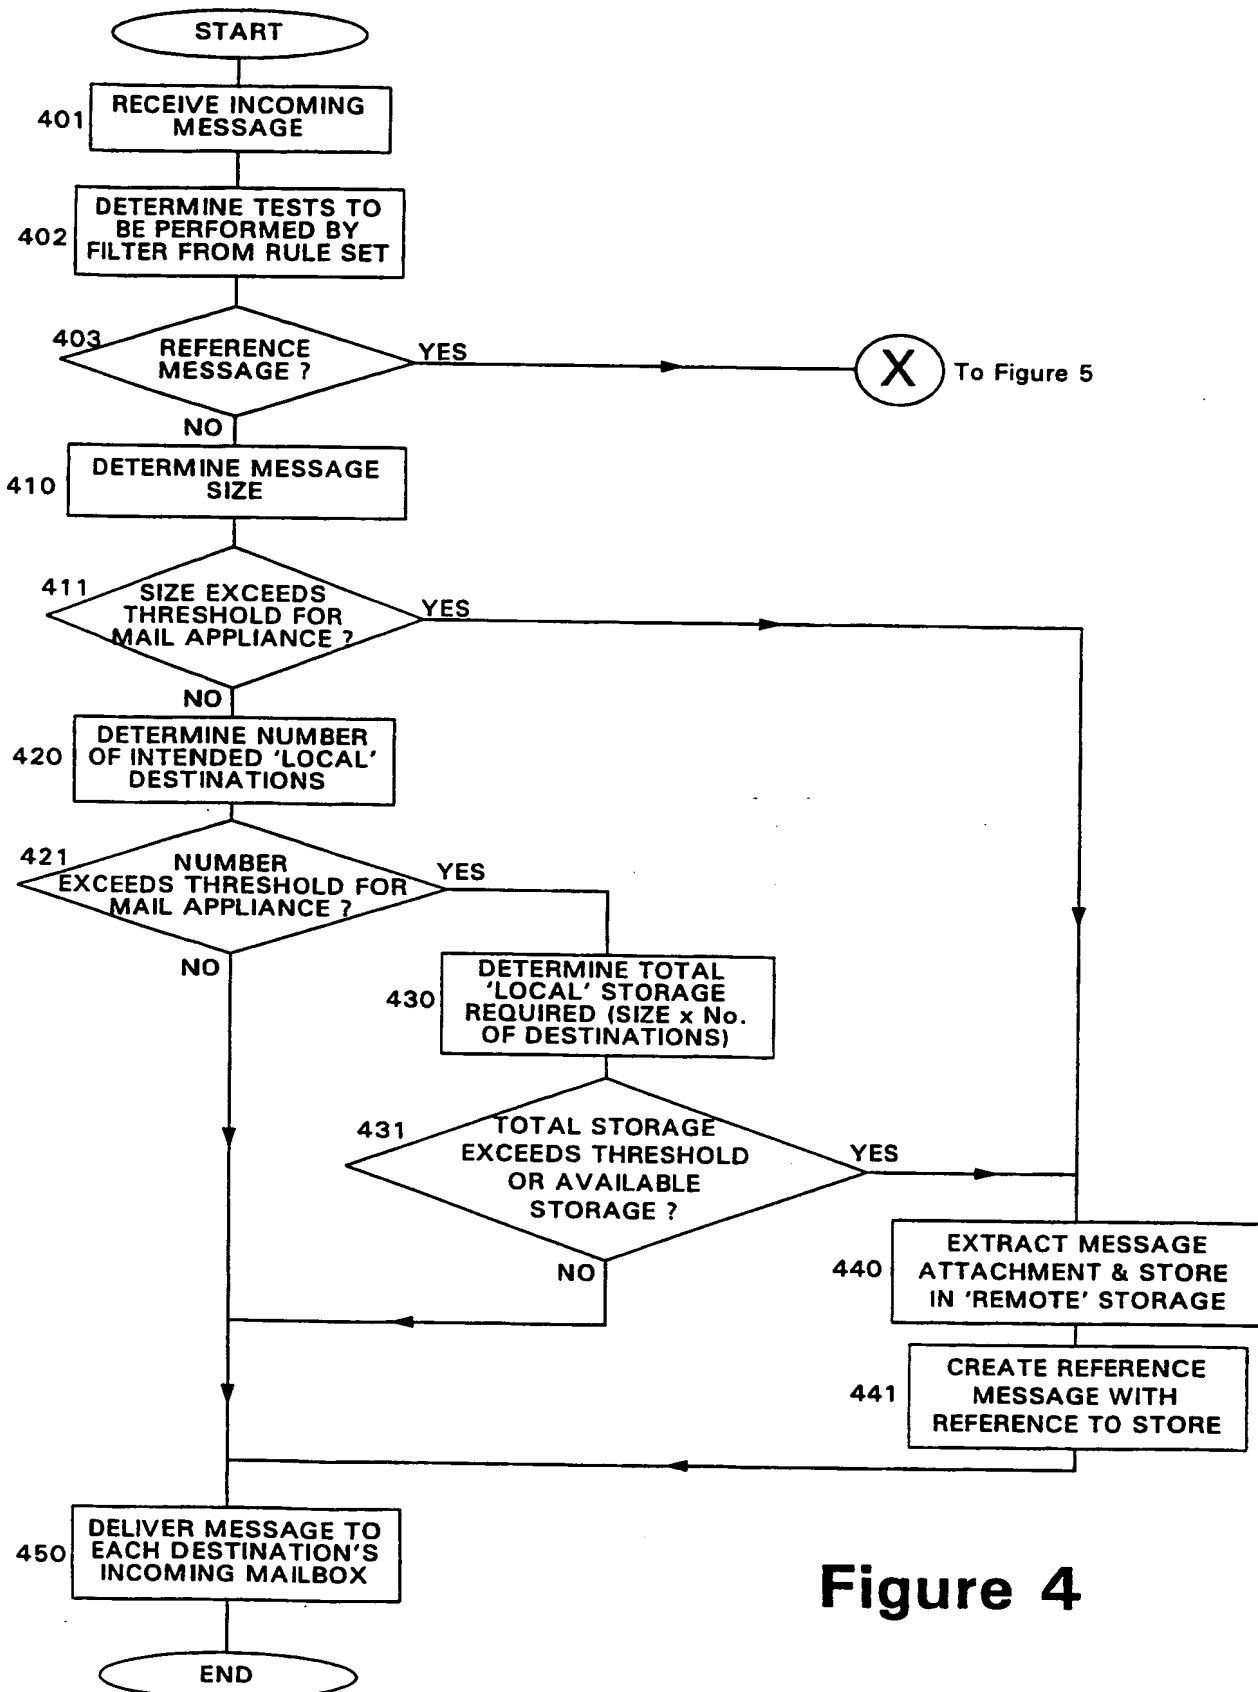 START
401
RECEIVE INCOMING
MESSAGE
402
DETERMINE TESTS TO
BE PERFORMED BY
FILTER FROM RULE SET
403
REFERENCE
MESSAGE ?
YES
X
To Figure 5
NO
410
DETERMINE MESSAGE
SIZE
411
SIZE EXCEEDS
THRESHOLD FOR
MAIL APPLIANCE ?
YES
NO
420
DETERMINE NUMBER
OF INTENDED 'LOCAL'
DESTINATIONS
421
NUMBER
EXCEEDS THRESHOLD FOR
MAIL APPLIANCE ?
YES
NO
430
DETERMINE TOTAL
'LOCAL' STORAGE
REQUIRED (SIZE x No.
OF DESTINATIONS)
431
TOTAL STORAGE
EXCEEDS THRESHOLD
OR AVAILABLE
STORAGE ?
YES
NO
440
EXTRACT MESSAGE
ATTACHMENT & STORE
IN 'REMOTE' STORAGE
441
CREATE REFERENCE
MESSAGE WITH
REFERENCE TO STORE
450
DELIVER MESSAGE TO
EACH DESTINATION'S
INCOMING MAILBOX
END
Figure 4